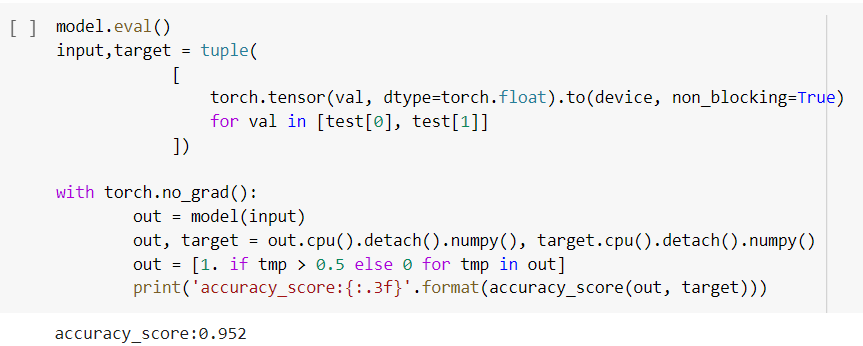 [ ] model.eval()
input,target = tuple(
[
torch.tensor(val, dtype=torch.float).to(device, non_blocking=True)
for val in [test[0], test[1]]
])
with torch.no_grad():
out = model(input)
out, target = out.cpu().detach().numpy(), target.cpu().detach().numpy()
out = [1. if tmp > 0.5 else 0 for tmp in out]
print('accuracy_score:{:.3f}'.format(accuracy_score(out, target)))
accuracy_score:0.952